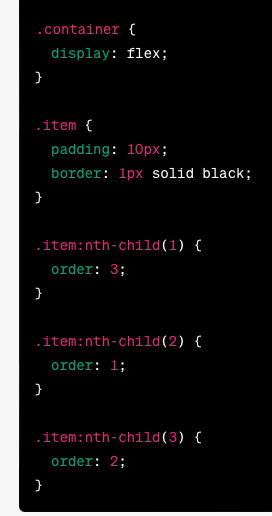 .container {
  display: flex;
}

.item {
  padding: 10px;
  border: 1px solid black;
}

.item:nth-child(1) {
  order: 3;
}

.item:nth-child(2) {
  order: 1;
}

.item:nth-child(3) {
  order: 2;
}